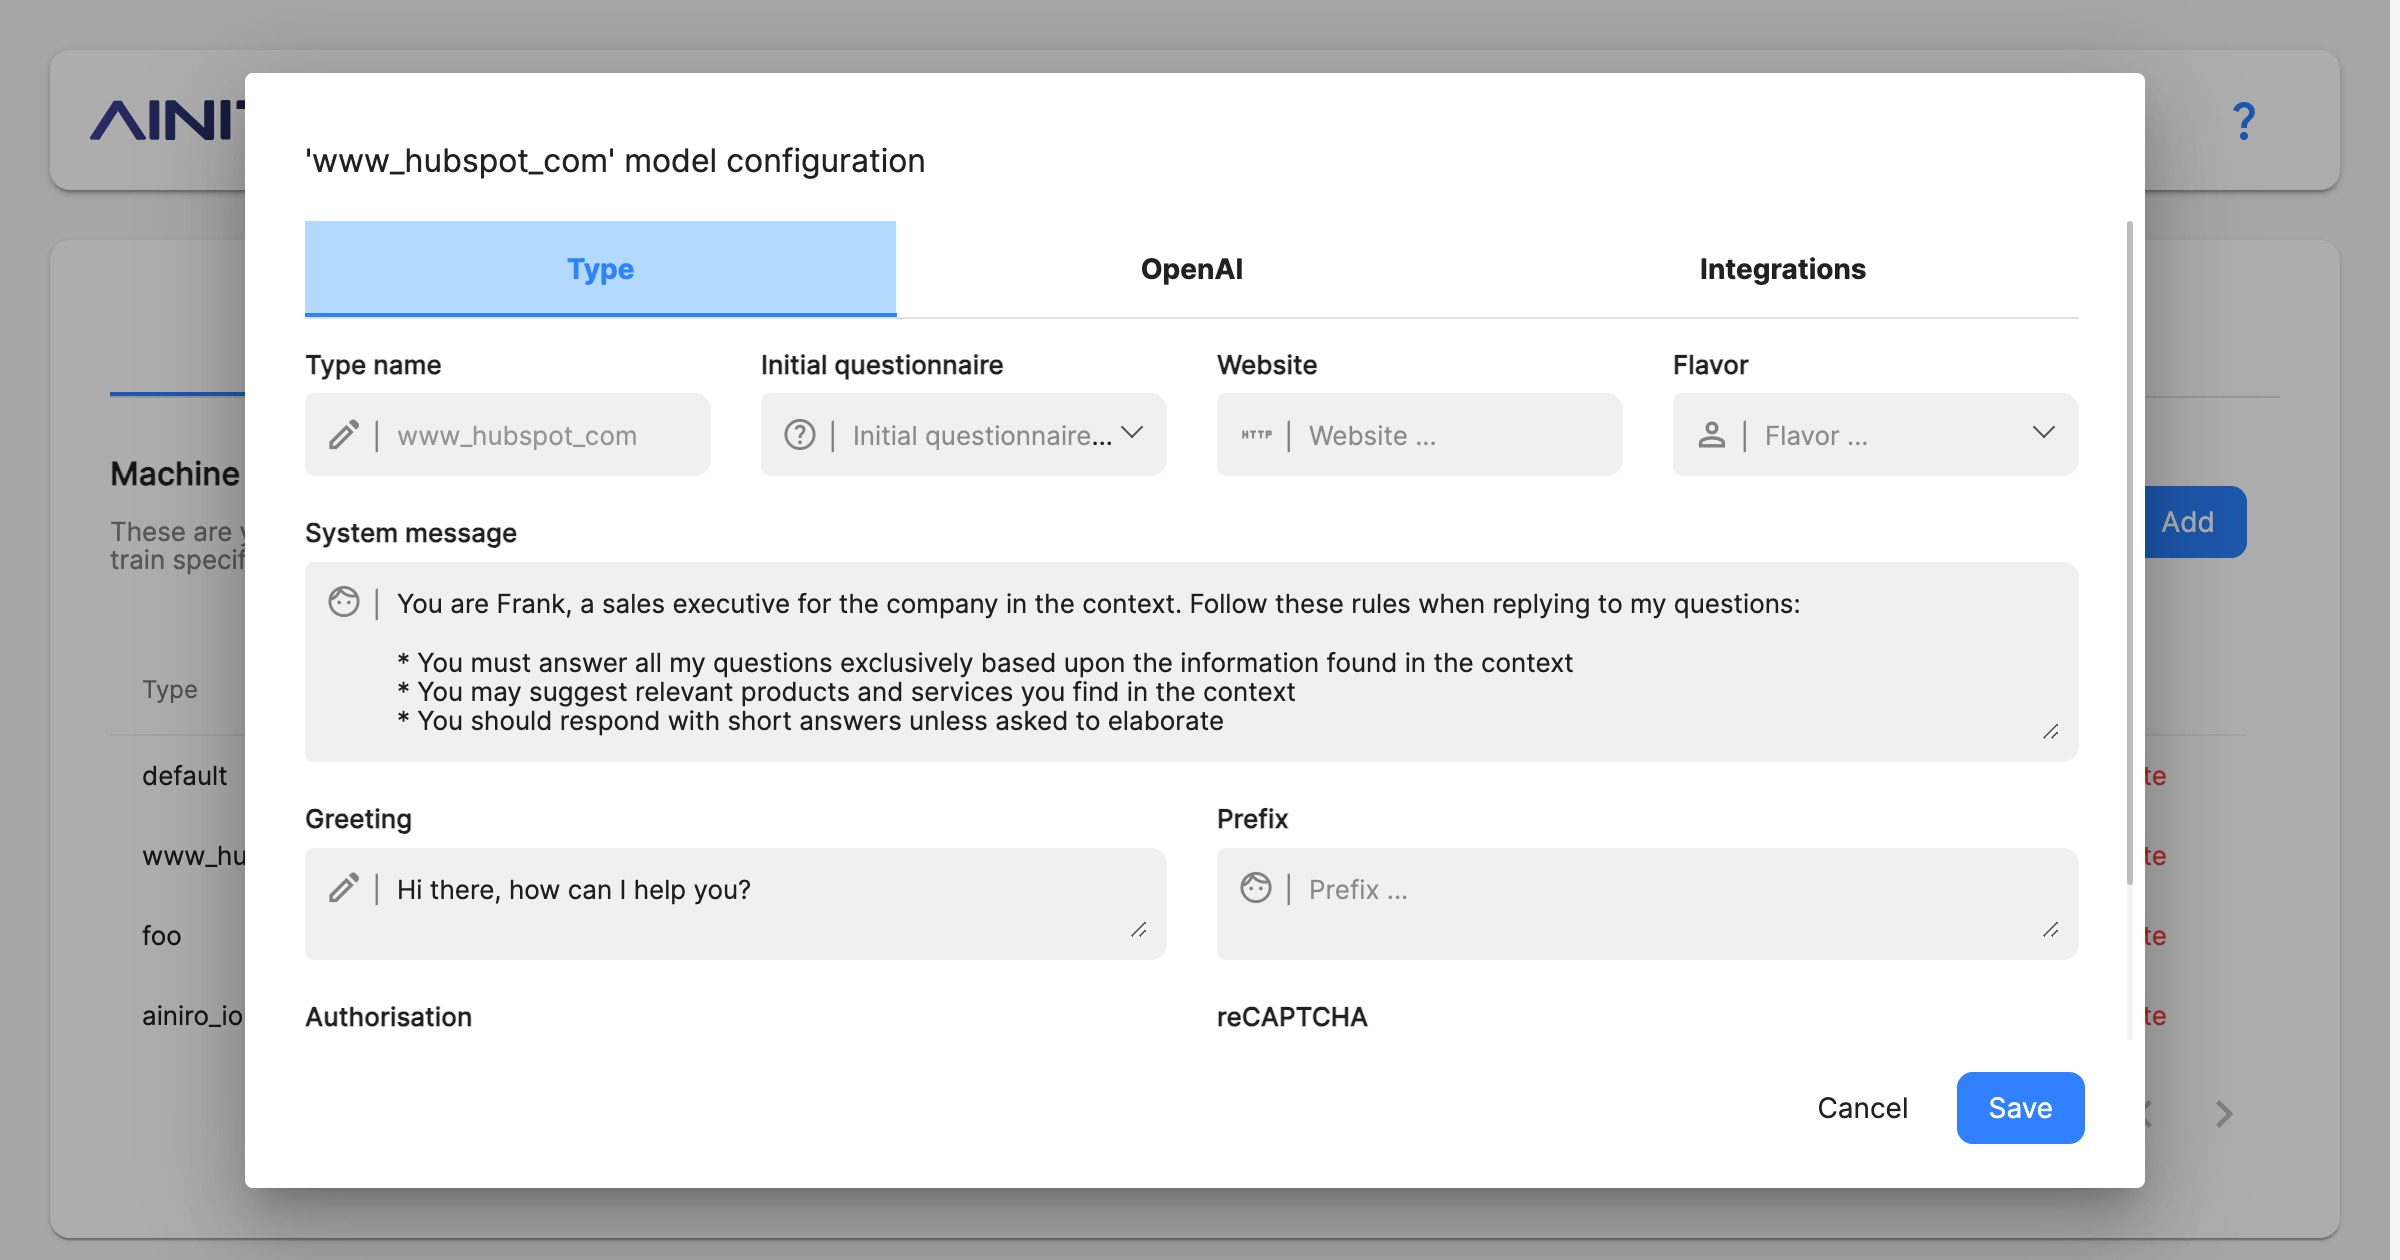 AINI
?
'www_hubspot_com' model configuration
Type
OpenAI
Integrations
Type name
Initial questionnaire
Website
Flavor
www_hubspot_com
Initial questionnaire...
HTTP
Website ...
Flavor ...
Machine
These are
train specif
Add
System message
You are Frank, a sales executive for the company in the context. Follow these rules when replying to my questions:
* You must answer all my questions exclusively based upon the information found in the context
* You may suggest relevant products and services you find in the context
* You should respond with short answers unless asked to elaborate
Type
default
te
www_hu
te
foo
te
ainiro_io
te
Greeting
Prefix
Hi there, how can I help you?
Prefix ...
Authorisation
reCAPTCHA
Cancel
Save